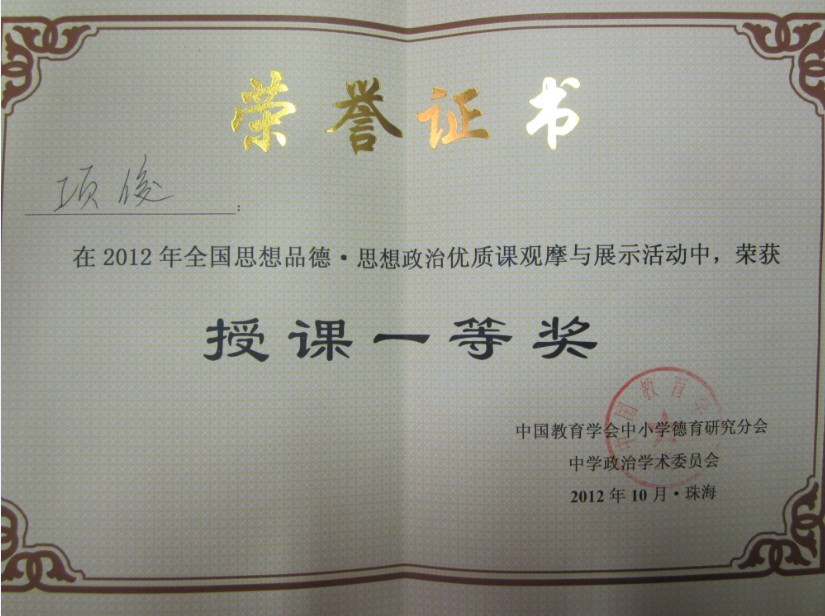 荣誉证书
项俊:
在2012年全国思想品德·思想政治优质课观摩与展示活动中，荣获
授课一等奖
中国教育学会中小学德育研究分会
中学政治学术委员会
2012年10月·珠海